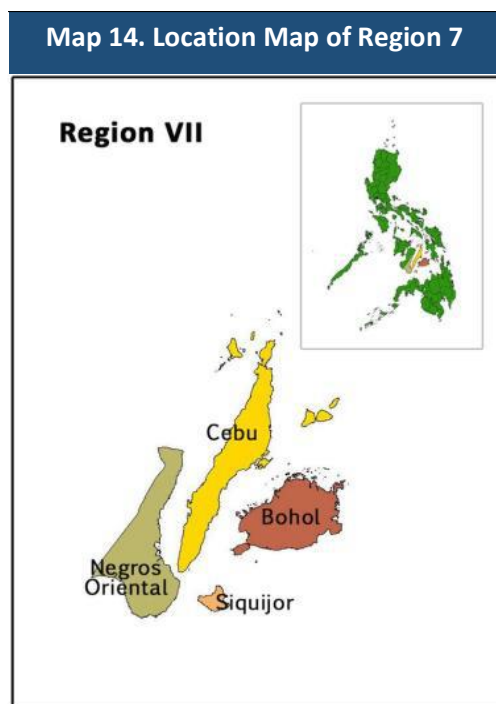 Map 14. Location Map of Region 7
Region VII
Cebu
Bohol
Negros
Oriental
Siquijor